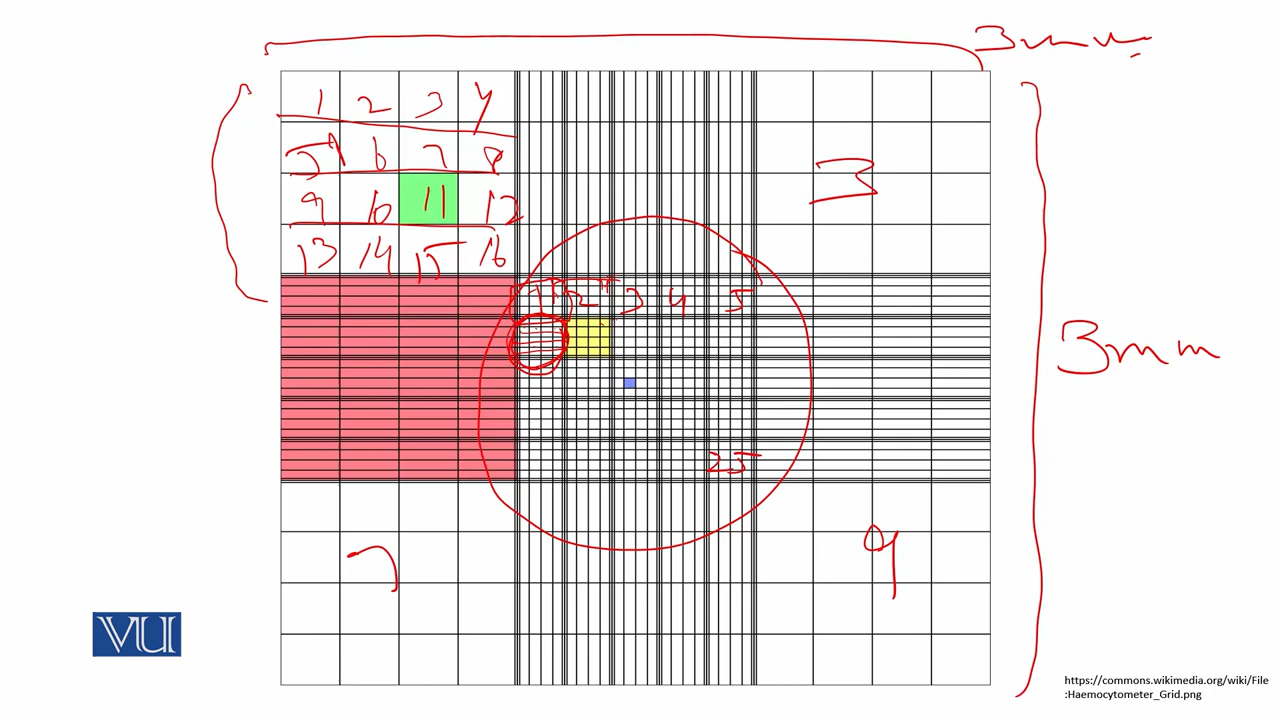 3mm
1 2 3 4
5 6 7 8
3
9 10 11 12
13 14 15 16
1 2 3 4 5
3mm
25
7
9
VU
https://commons.wikimedia.org/wiki/File
:Haemocytometer_Grid.png